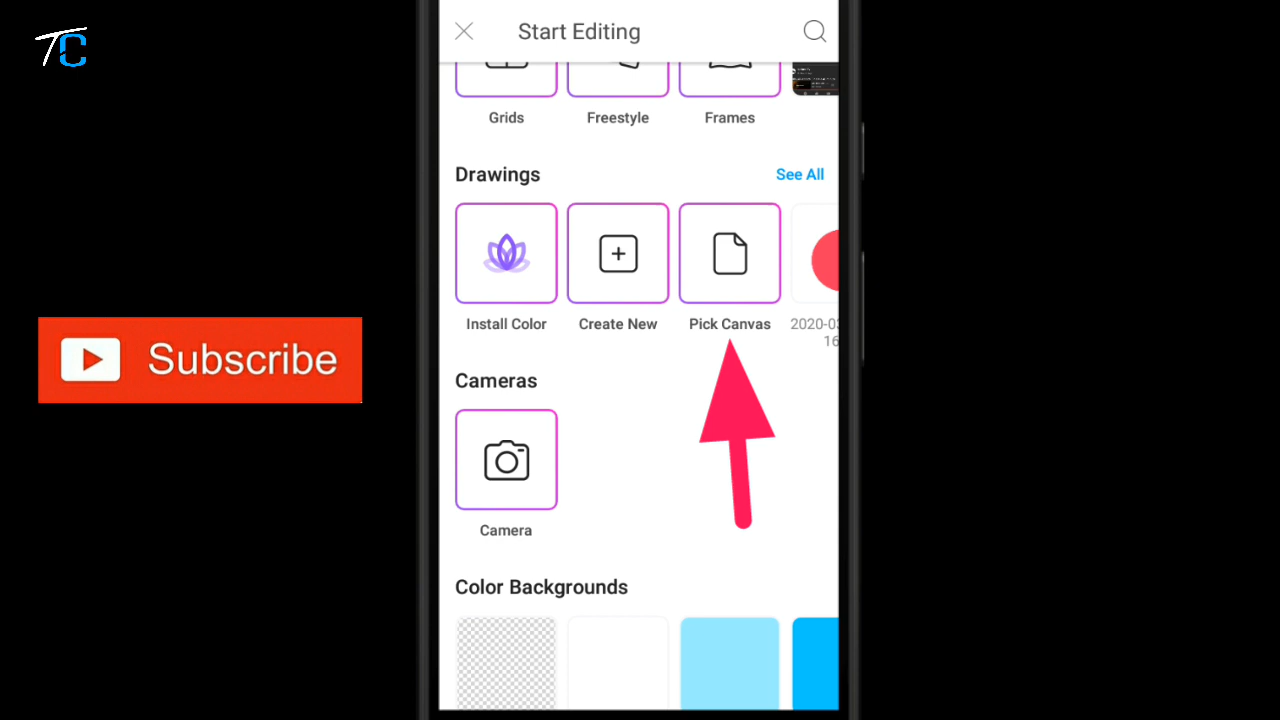 TC
Start Editing
Grids
Freestyle
Frames
Drawings
See All
Install Color
Create New
Pick Canvas
2020-03
16
Subscribe
Cameras
Camera
Color Backgrounds